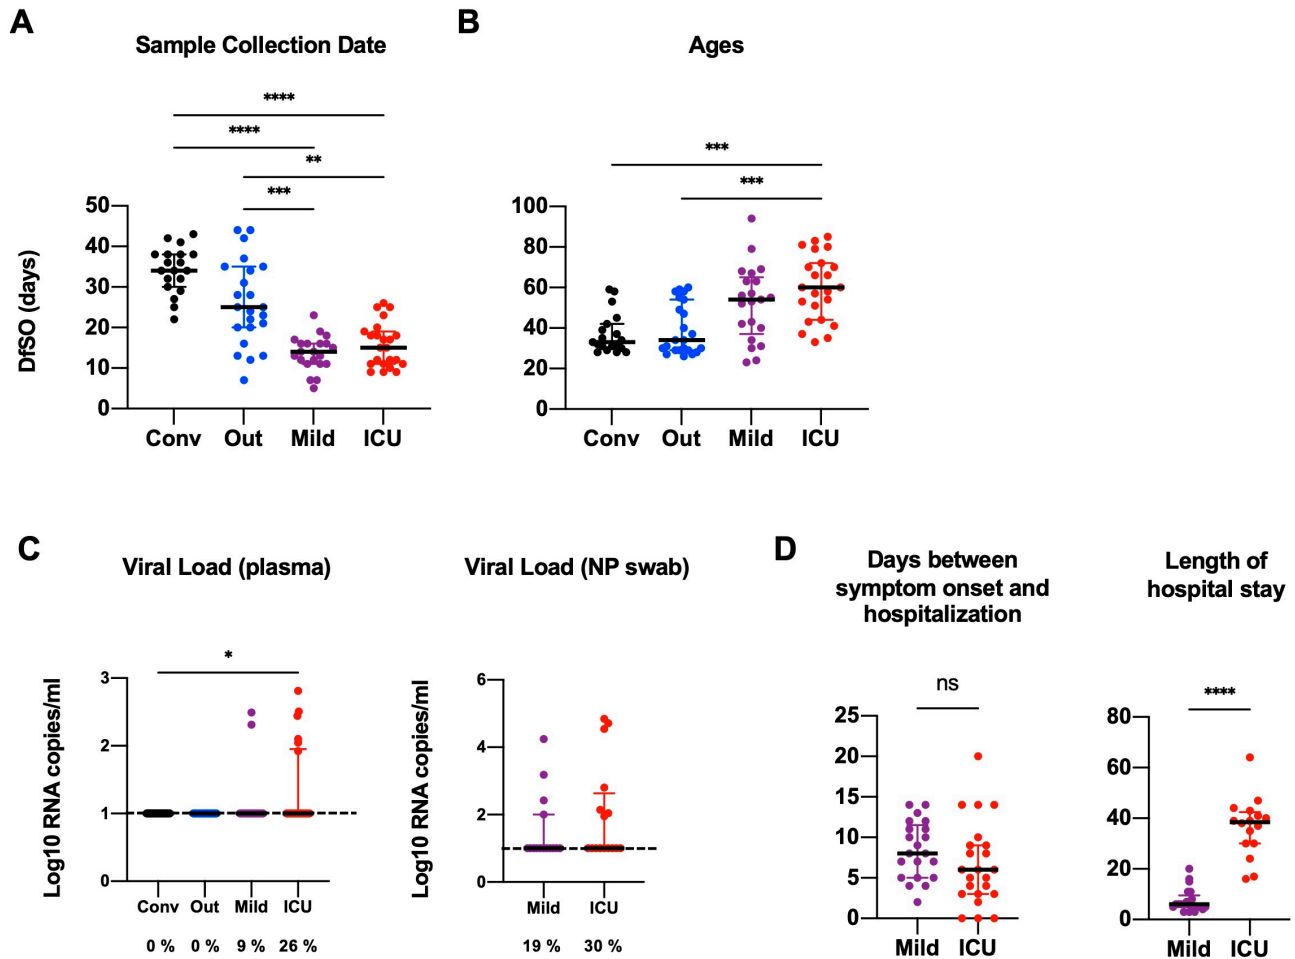 A
Sample Collection Date
****
****
**
***
DfSO (days)
50
40
30
20
10
0
Conv Out Mild ICU
B
Ages
***
***
100
80
60
40
20
0
Conv Out Mild ICU
C
Viral Load (plasma)
*
Log10 RNA copies/ml
3
2
1
0
Conv Out Mild ICU
0 % 0 % 9 % 26 %
Viral Load (NP swab)
Log10 RNA copies/ml
6
4
2
0
Mild ICU
19 % 30 %
D
Days between
symptom onset and
hospitalization
ns
25
20
15
10
5
0
Mild ICU
Length of
hospital stay
****
80
60
40
20
0
Mild ICU